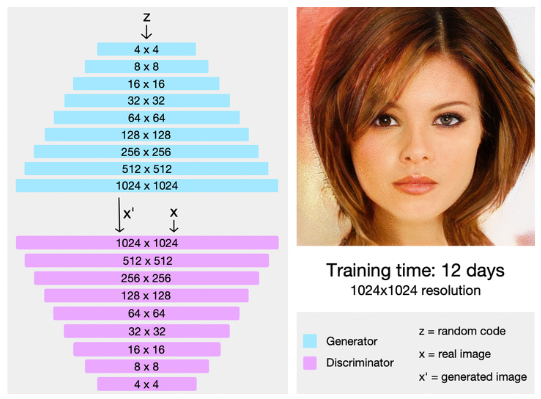 z
4 x 4
8 x 8
16 x 16
32 x 32
64 x 64
128 x 128
256 x 256
512 x 512
1024 x 1024
x' x
1024 x 1024
512 x 512
256 x 256
128 x 128
64 x 64
32 x 32
16 x 16
8 x 8
4 x 4
Training time: 12 days
1024x1024 resolution
Generator
Discriminator
z = random code
x = real image
x' = generated image